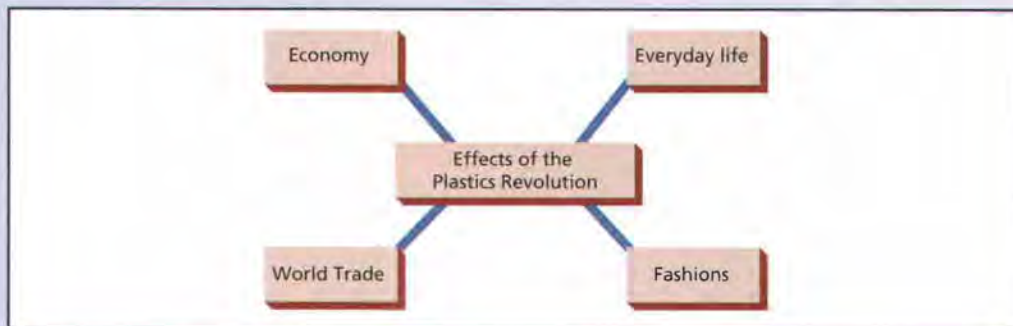 Economy
Everyday life
Effects of the
Plastics Revolution
World Trade
Fashions